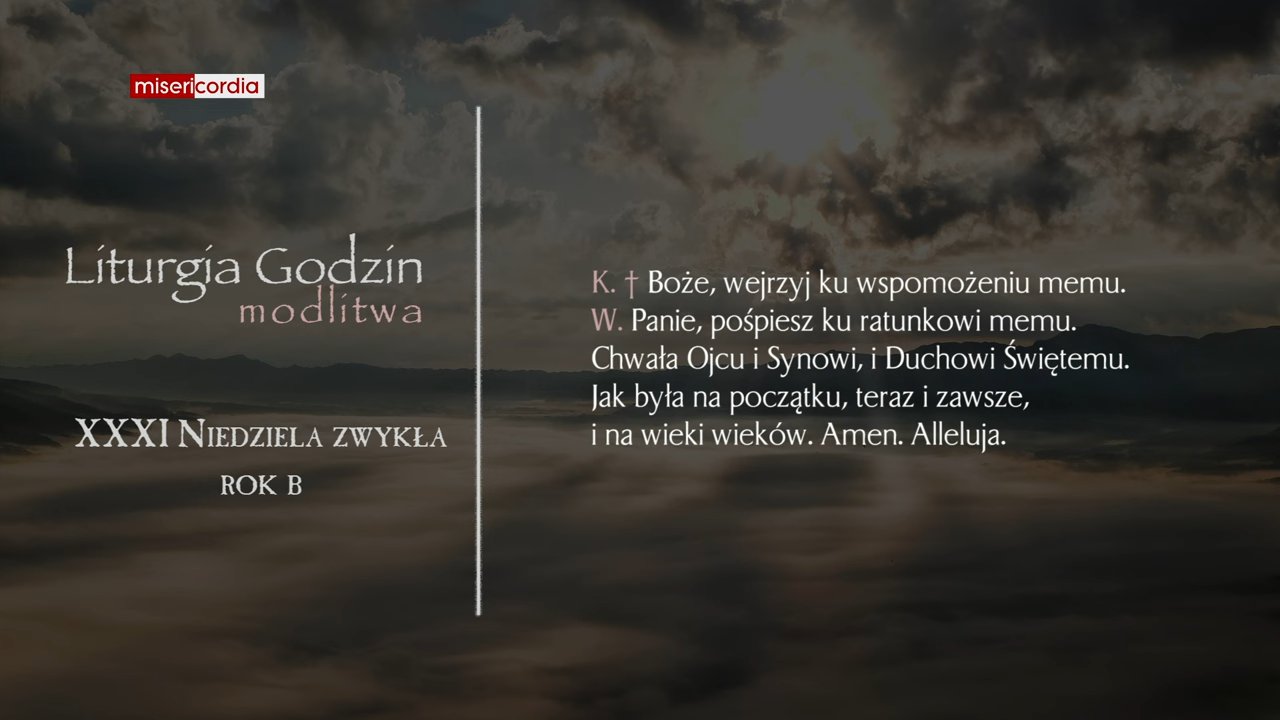 misericordia
Liturgia Godzin
modlitwa
XXXI Niedziela zwykła
rok B
K. † Boże, wejrzyj ku wspomożeniu memu.
W. Panie, pośpiesz ku ratunkowi memu.
Chwała Ojcu i Synowi, i Duchowi Świętemu.
Jak była na początku, teraz i zawsze,
i na wieki wieków. Amen. Alleluja.